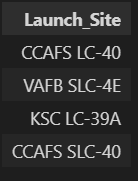 Launch_Site
CCAFS LC-40
VAFB SLC-4E
KSC LC-39A
CCAFS SLC-40